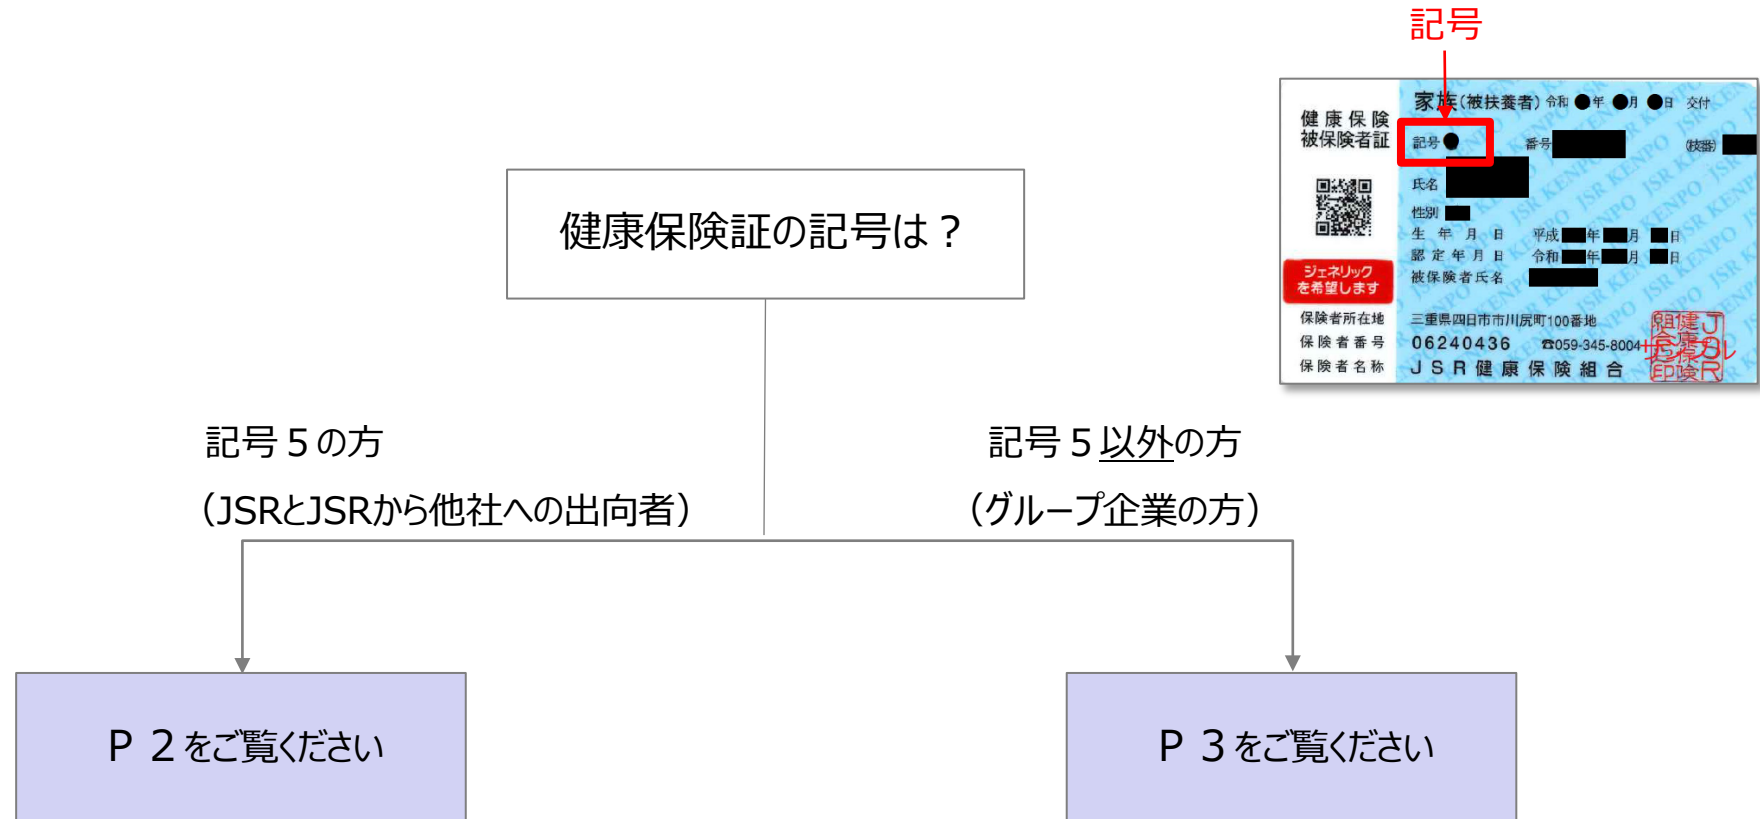 記号
家族(被扶養者) 令和 ●年 ●月 ●日 交付
健康保険
被保険者証
記号 ●
番号
(枝番)
氏名
性別
生年月日 平成 年 月 日
認定年月日 令和 年 月 日
被保険者氏名
ジェネリック
を希望します
保険者所在地 三重県四日市市川尻町100番地
保険者番号 06240436 ☎059-345-8004
保険者名称 JSR健康保険組合
健康保険証の記号は?
記号5の方
(JSRとJSRから他社への出向者)
記号5以外の方
(グループ企業の方)
P 2をご覧ください
P 3をご覧ください